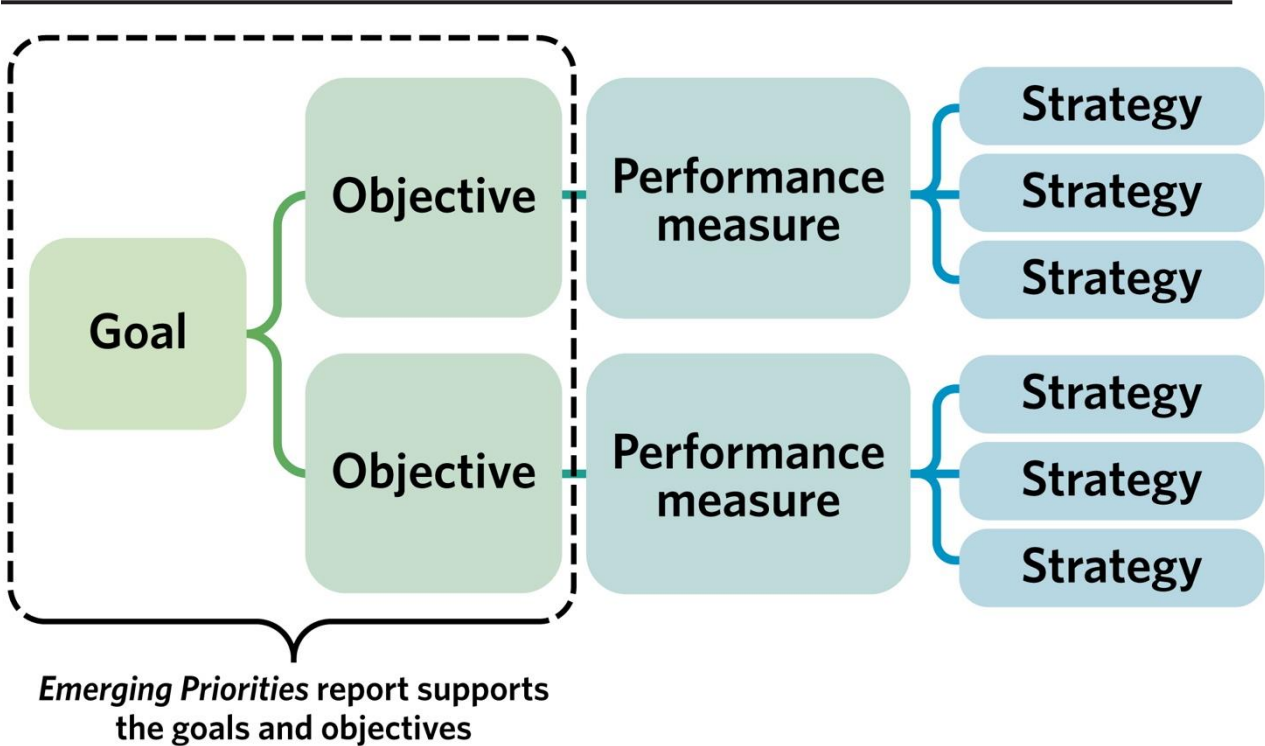 Goal
Objective
Performance
measure
Strategy
Strategy
Strategy
Objective
Performance
measure
Strategy
Strategy
Strategy
Emerging Priorities report supports
the goals and objectives